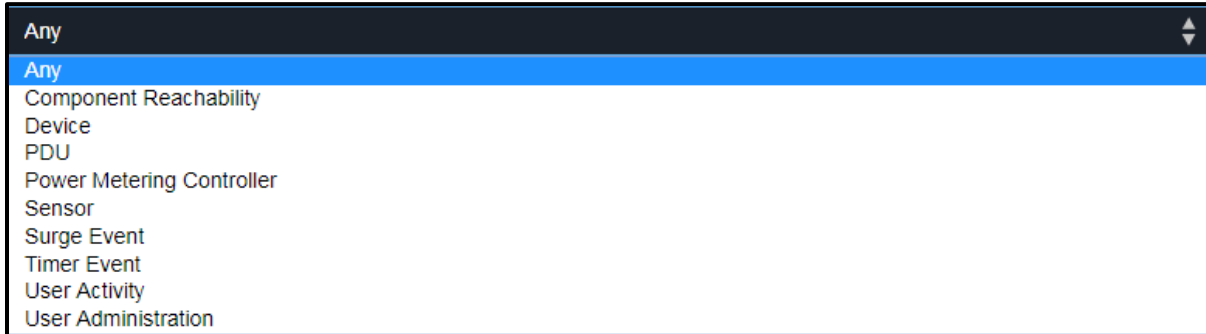 Any
Any
Component Reachability
Device
PDU
Power Metering Controller
Sensor
Surge Event
Timer Event
User Activity
User Administration